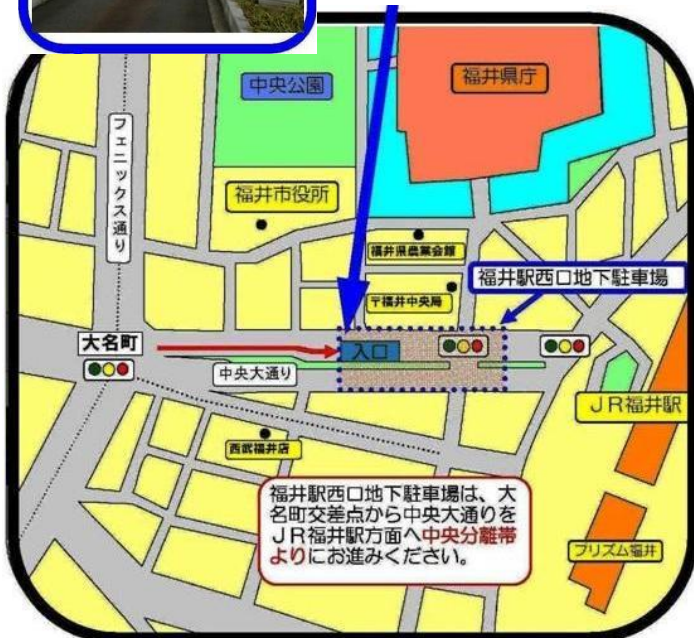 中央公園
福井県庁
フェニックス通り
福井市役所
福井県農業会館
福井駅西口地下駐車場
〒福井中央局
大名町
入口
中央大通り
JR福井駅
西武福井店
福井駅西口地下駐車場は、大
名町交差点から中央大通りを
JR福井駅方面へ中央分離帯
よりにお進みください。
プリズム福井